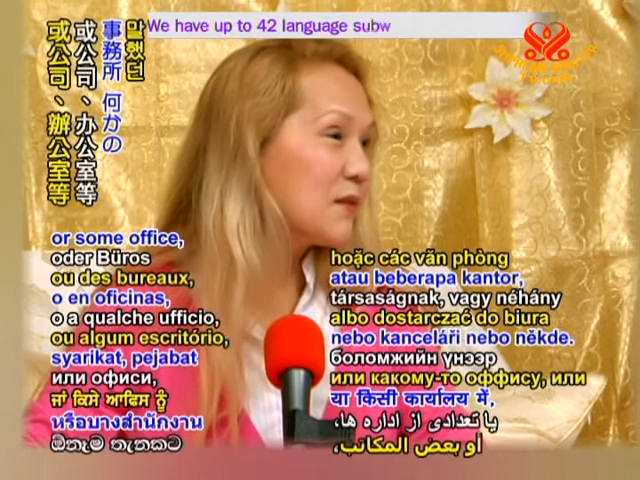 We have up to 42 language subw
말했던
事務所 何かの
或公司、办公室等
或公司、辦公室等
or some office,
oder Büros
ou des bureaux,
o en oficinas,
o a qualche ufficio,
ou algum escritório,
syarikat, pejabat
или офиси,
ਜਾਂ ਕਿਸੇ ਆਫਿਸ ਨੂੰ
หรือบางสำนักงาน
ඕනෑම තැනකට
hoặc các văn phòng
atau beberapa kantor,
társaságnak, vagy néhány
albo dostarczać do biura
nebo kanceláři nebo někde.
боломжийн үнээр
или какому-то оффису, или
या किसी कार्यालय में,
یا تعدادی از اداره ها،
أو بعض المكاتب،